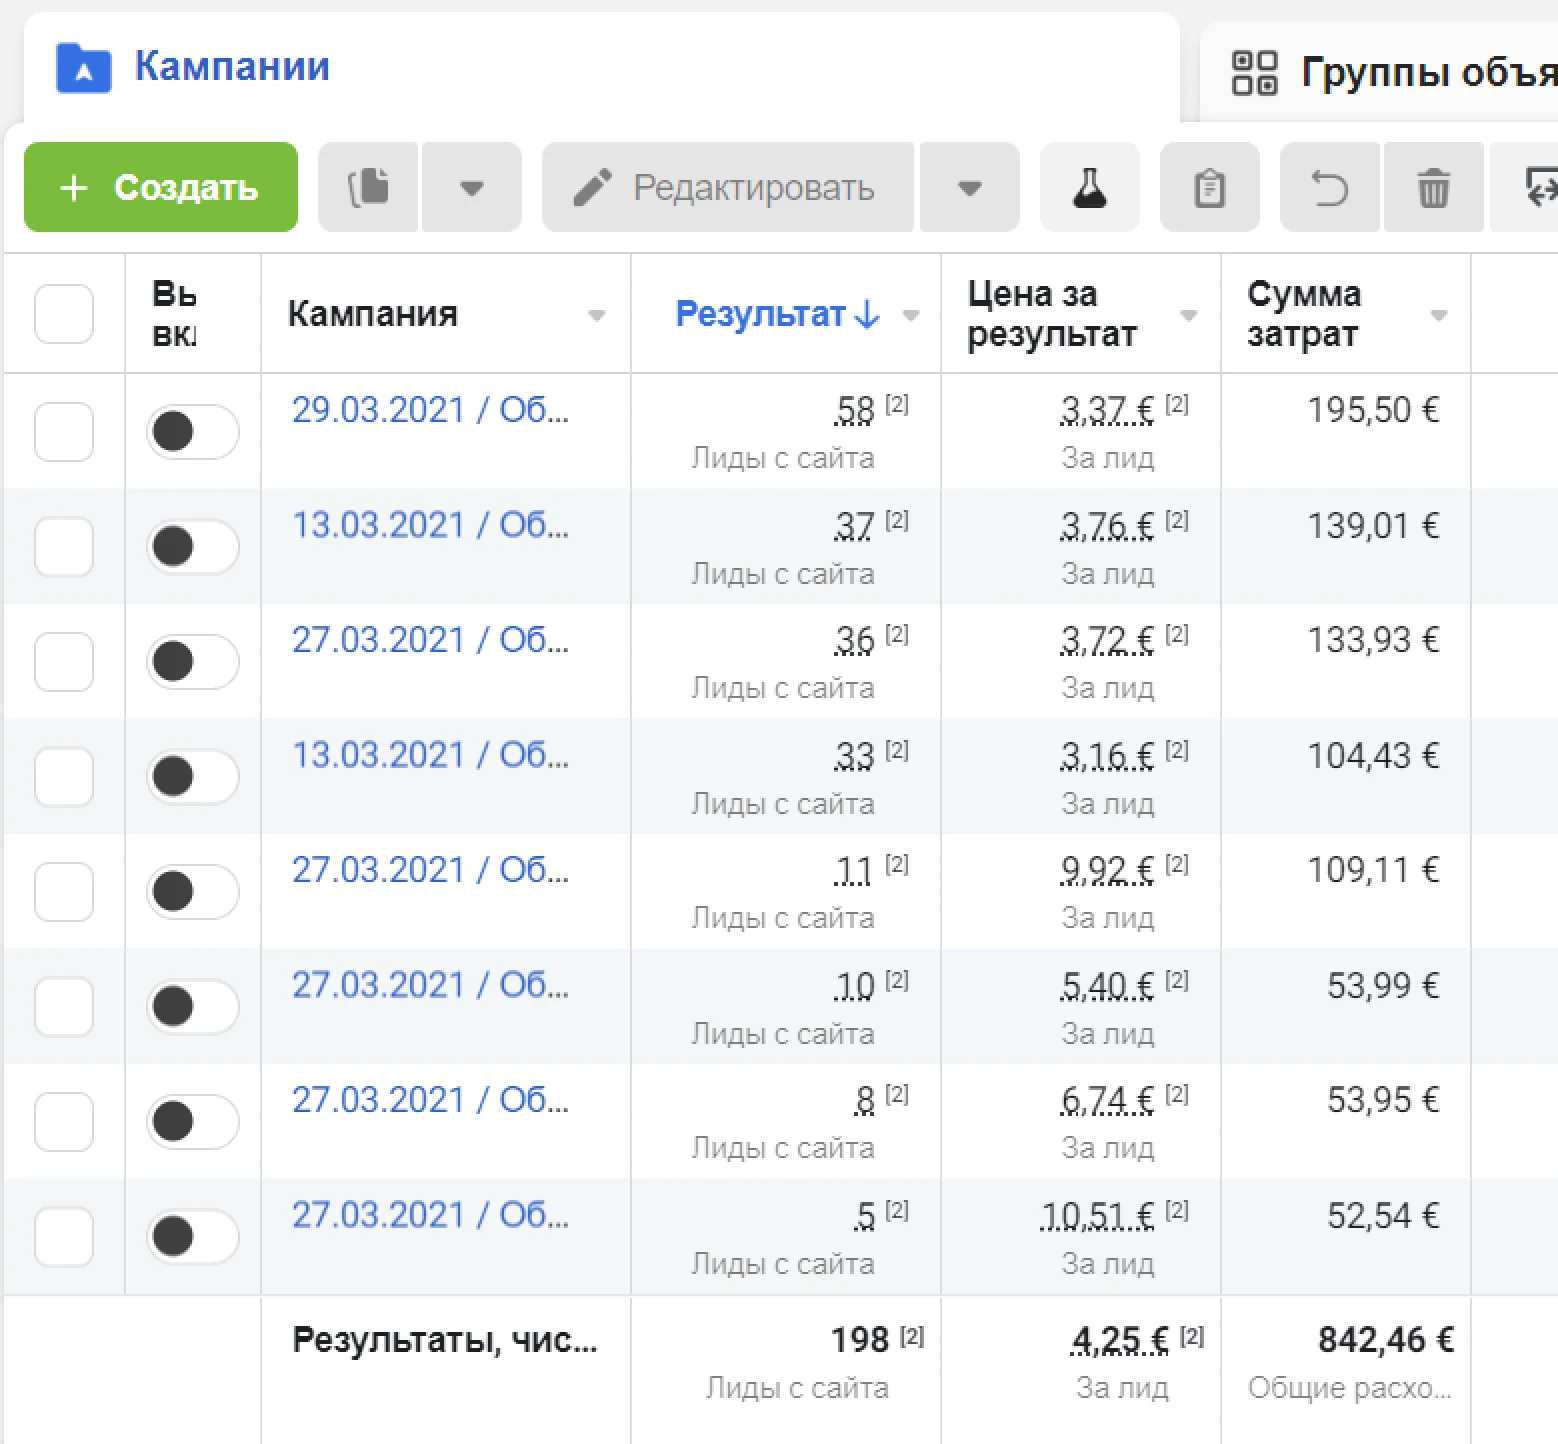 Кампании
Группы объя
+ Создать
Редактировать
Вы
вкл
Кампания
Результат ↓
Цена за
результат
Сумма
затрат
29.03.2021 / Об... 58 [2] 3,37 € [2] 195,50 €
Лиды с сайта За лид
13.03.2021 / Об... 37 [2] 3,76 € [2] 139,01 €
Лиды с сайта За лид
27.03.2021 / Об... 36 [2] 3,72 € [2] 133,93 €
Лиды с сайта За лид
13.03.2021 / Об... 33 [2] 3,16 € [2] 104,43 €
Лиды с сайта За лид
27.03.2021 / Об... 11 [2] 9,92 € [2] 109,11 €
Лиды с сайта За лид
27.03.2021 / Об... 10 [2] 5,40 € [2] 53,99 €
Лиды с сайта За лид
27.03.2021 / Об... 8 [2] 6,74 € [2] 53,95 €
Лиды с сайта За лид
27.03.2021 / Об... 5 [2] 10,51 € [2] 52,54 €
Лиды с сайта За лид
Результаты, чис... 198 [2] 4,25 € [2] 842,46 €
Лиды с сайта За лид Общие расхо...